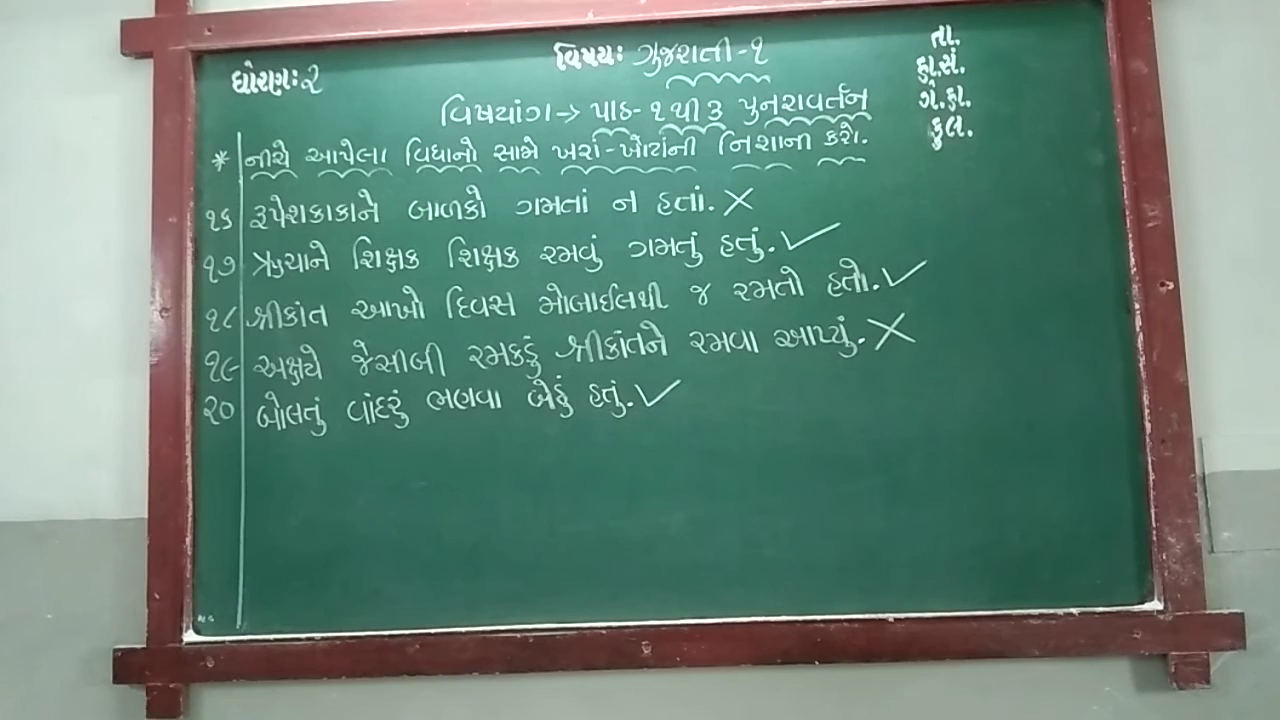 ધોરણ: ૨
વિષય: ગુજરાતી-૧
તા.
હા.સં.
ગે.હા.
કુલ.
વિષયાંગ → પાઠ-૧ થી ૩ પુનરાવર્તન
* નીચે આપેલા વિધાનો સામે ખરાં-ખોટાંની નિશાની કરો.
૧૬ રૂપેશકાકાને બાળકો ગમતાં ન હતાં. ✗
૧૭ ઋચાને શિક્ષક શિક્ષક રમવું ગમતું હતું. ✓
૧૮ શ્રીકાંત આખો દિવસ મોબાઈલથી જ રમતો હતો. ✓
૧૯ અક્ષયે જેસીબી રમકડું શ્રીકાંતને રમવા આપ્યું. ✗
૨૦ બોલતું વાંદરું ભણવા બેઠું હતું. ✓